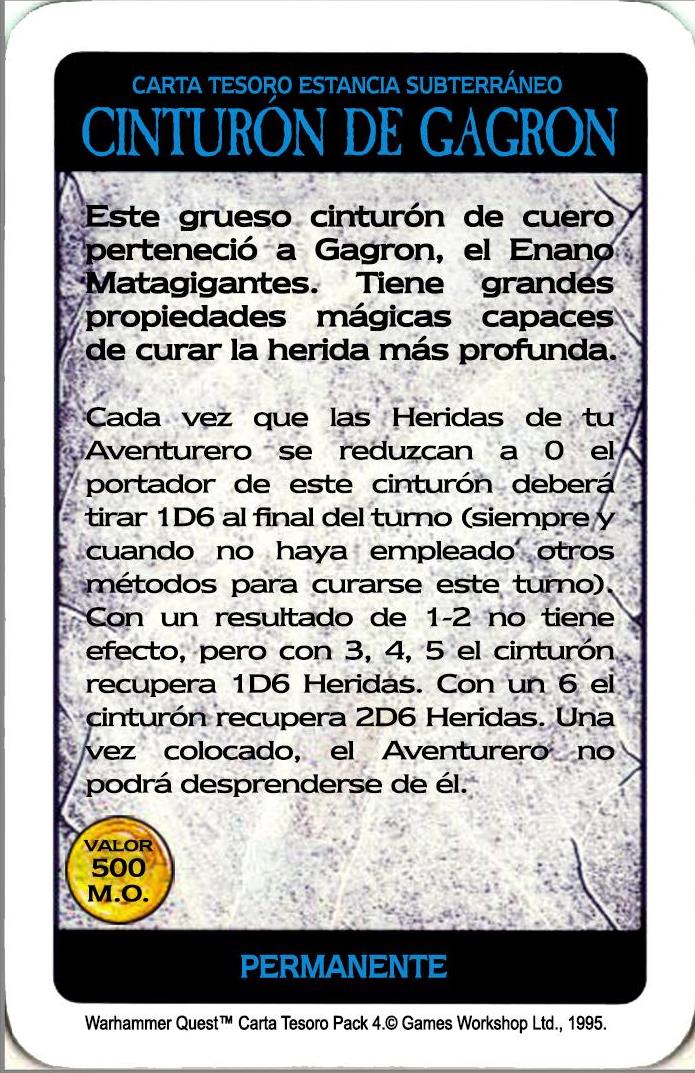 CARTA TESORO ESTANCIA SUBTERRÁNEO
CINTURÓN DE GAGRON
Este grueso cinturón de cuero
perteneció a Gagron, el Enano
Matagigantes. Tiene grandes
propiedades mágicas capaces
de curar la herida más profunda.
Cada vez que las Heridas de tu
Aventurero se reduzcan a 0 el
portador de este cinturón deberá
tirar 1D6 al final del turno (siempre y
cuando no haya empleado otros
métodos para curarse este turno).
Con un resultado de 1-2 no tiene
efecto, pero con 3, 4, 5 el cinturón
recupera 1D6 Heridas. Con un 6 el
cinturón recupera 2D6 Heridas. Una
vez colocado, el Aventurero no
podrá desprenderse de él.
VALOR
500
M.O.
PERMANENTE
Warhammer Quest™ Carta Tesoro Pack 4.© Games Workshop Ltd., 1995.